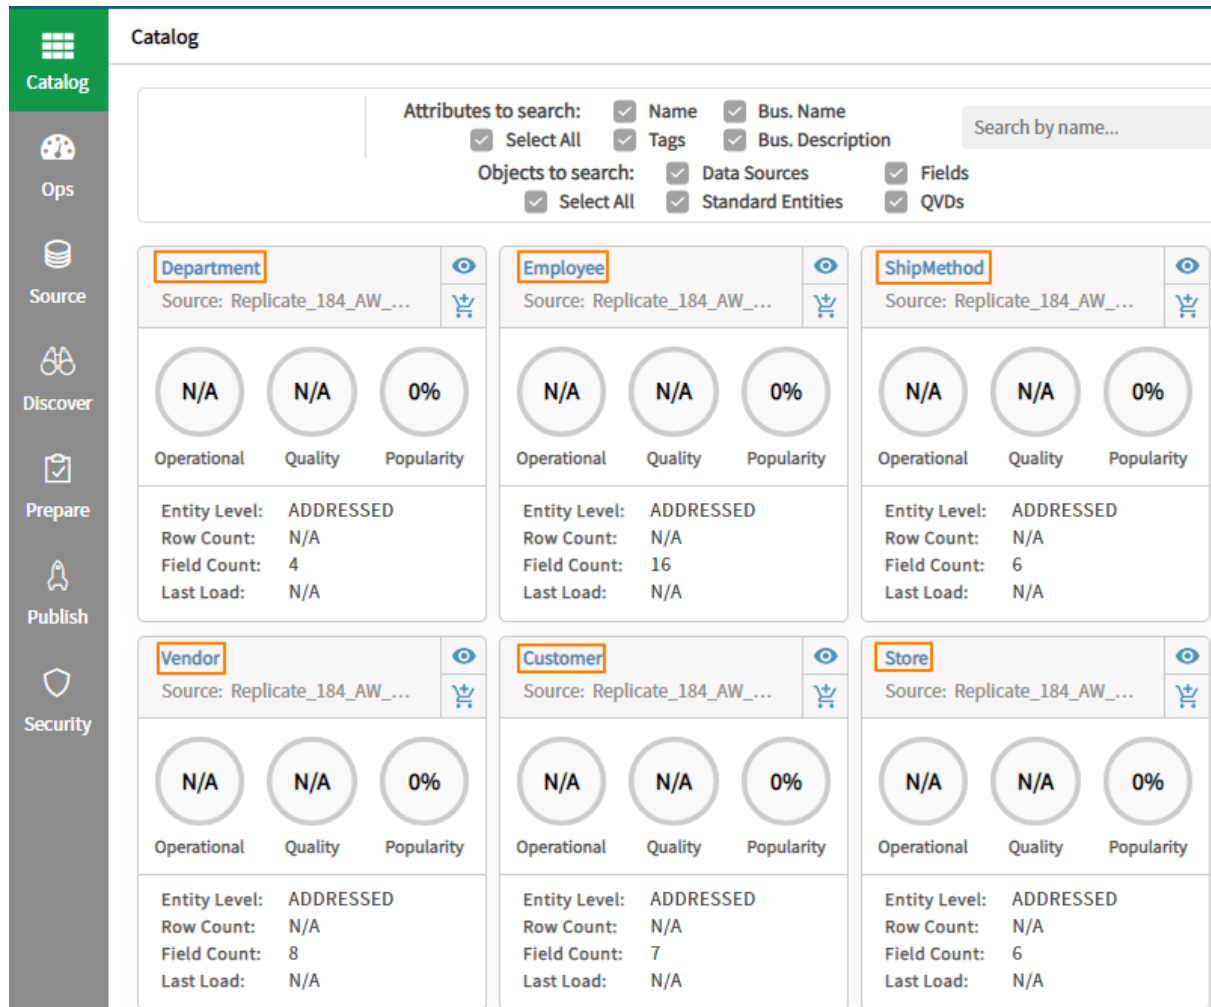 Catalog
Catalog
Ops
Source
Discover
Prepare
Publish
Security
Attributes to search: Name Bus. Name
Select All Tags Bus. Description
Search by name...
Objects to search: Data Sources Fields
Select All Standard Entities QVDs
Department
Source: Replicate_184_AW_...
N/A N/A 0%
Operational Quality Popularity
Entity Level: ADDRESSED
Row Count: N/A
Field Count: 4
Last Load: N/A
Employee
Source: Replicate_184_AW_...
N/A N/A 0%
Operational Quality Popularity
Entity Level: ADDRESSED
Row Count: N/A
Field Count: 16
Last Load: N/A
ShipMethod
Source: Replicate_184_AW_...
N/A N/A 0%
Operational Quality Popularity
Entity Level: ADDRESSED
Row Count: N/A
Field Count: 6
Last Load: N/A
Vendor
Source: Replicate_184_AW_...
N/A N/A 0%
Operational Quality Popularity
Entity Level: ADDRESSED
Row Count: N/A
Field Count: 8
Last Load: N/A
Customer
Source: Replicate_184_AW_...
N/A N/A 0%
Operational Quality Popularity
Entity Level: ADDRESSED
Row Count: N/A
Field Count: 7
Last Load: N/A
Store
Source: Replicate_184_AW_...
N/A N/A 0%
Operational Quality Popularity
Entity Level: ADDRESSED
Row Count: N/A
Field Count: 6
Last Load: N/A